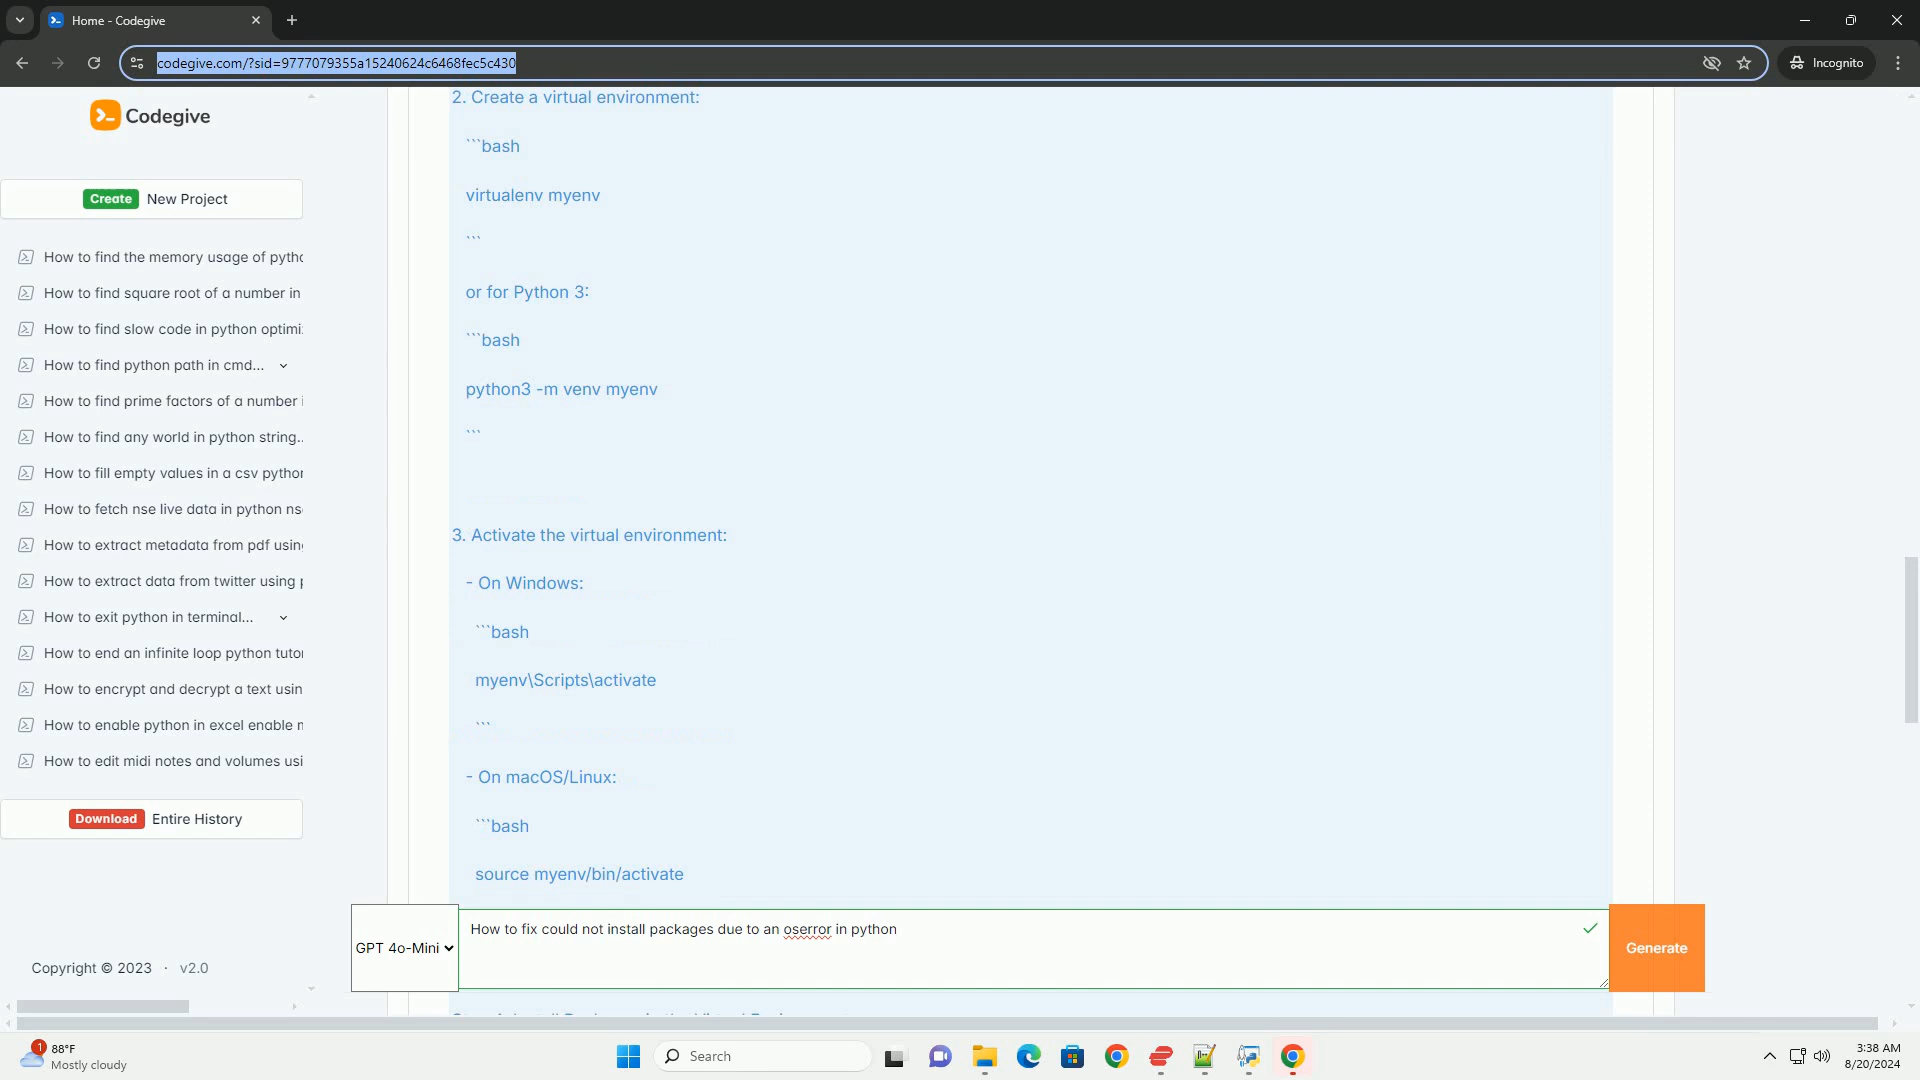 Home - Codegive
codegive.com/?sid=9777079355a15240624c6468fec5c430
Incognito
Codegive
Create New Project
How to find the memory usage of pytho
How to find square root of a number in
How to find slow code in python optimi
How to find python path in cmd...
How to find prime factors of a number i
How to find any world in python string..
How to fill empty values in a csv pythor
How to fetch nse live data in python ns
How to extract metadata from pdf usin
How to extract data from twitter using p
How to exit python in terminal...
How to end an infinite loop python tutor
How to encrypt and decrypt a text usin
How to enable python in excel enable n
How to edit midi notes and volumes usi
Download Entire History
Copyright © 2023 · v2.0
2. Create a virtual environment:
```bash
virtualenv myenv
```
or for Python 3:
```bash
python3 -m venv myenv
```
3. Activate the virtual environment:
- On Windows:
```bash
myenv\Scripts\activate
```
- On macOS/Linux:
```bash
source myenv/bin/activate
GPT 4o-Mini
How to fix could not install packages due to an oserror in python
Generate
1
88°F
Mostly cloudy
Search
3:38 AM
8/20/2024